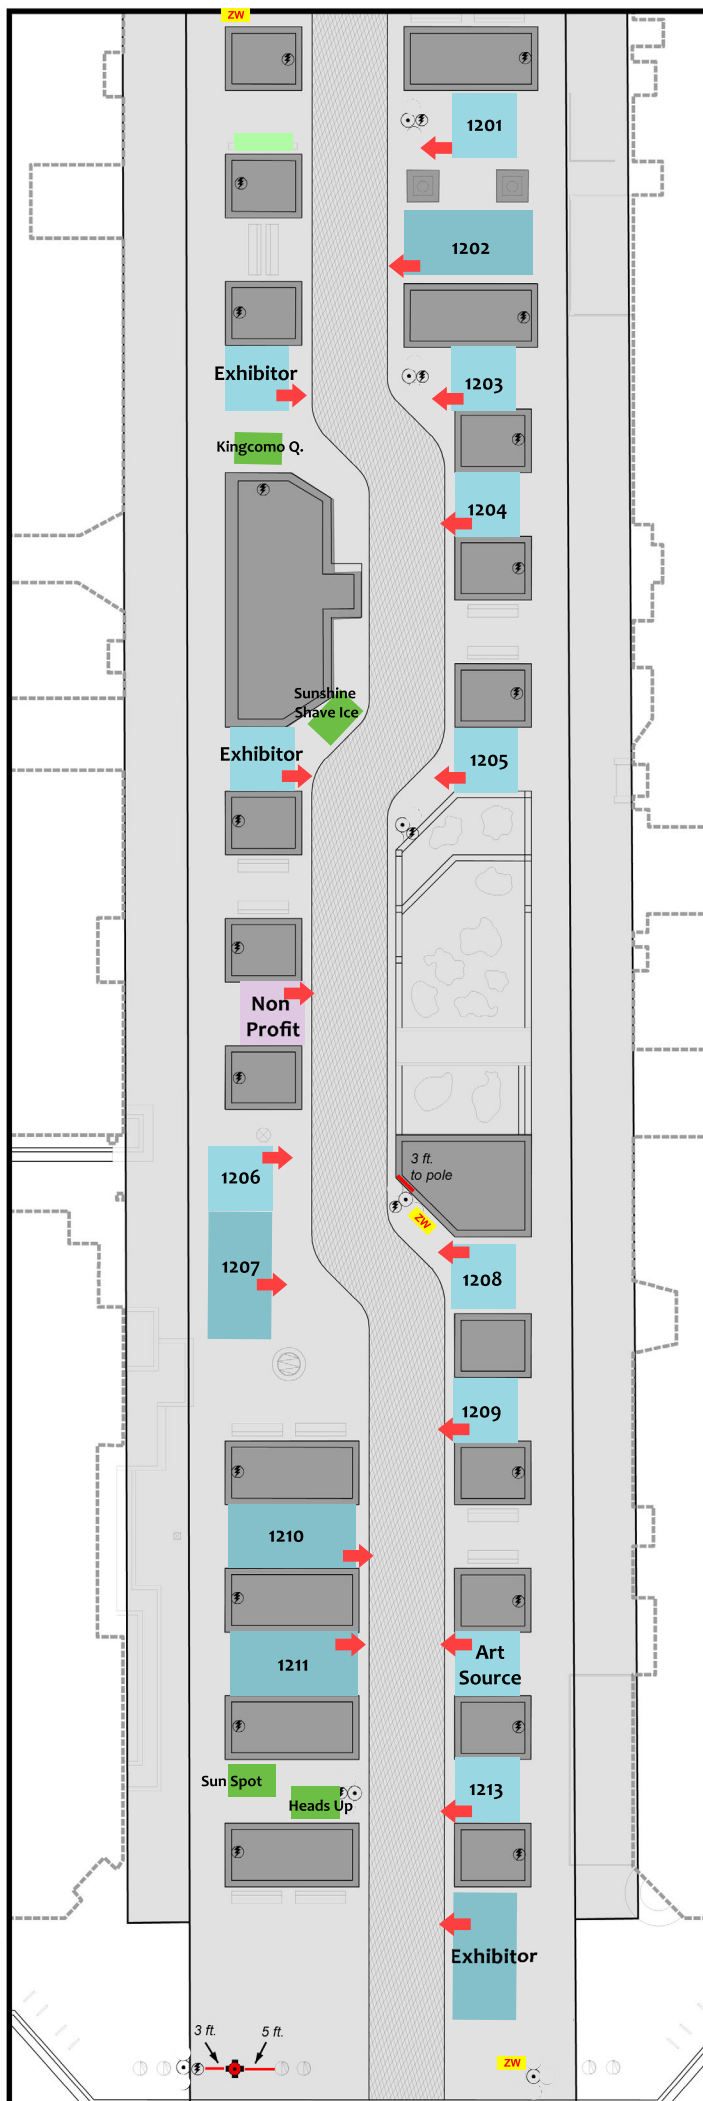 ZW
1201
1202
Exhibitor
1203
Kingcomo Q.
1204
Sunshine
Shave Ice
Exhibitor
1205
Non
Profit
3 ft.
to pole
1206
ZW
1207
1208
1209
1210
1211
Art
Source
Sun Spot
1213
Heads Up
Exhibitor
3 ft.
5 ft.
ZW